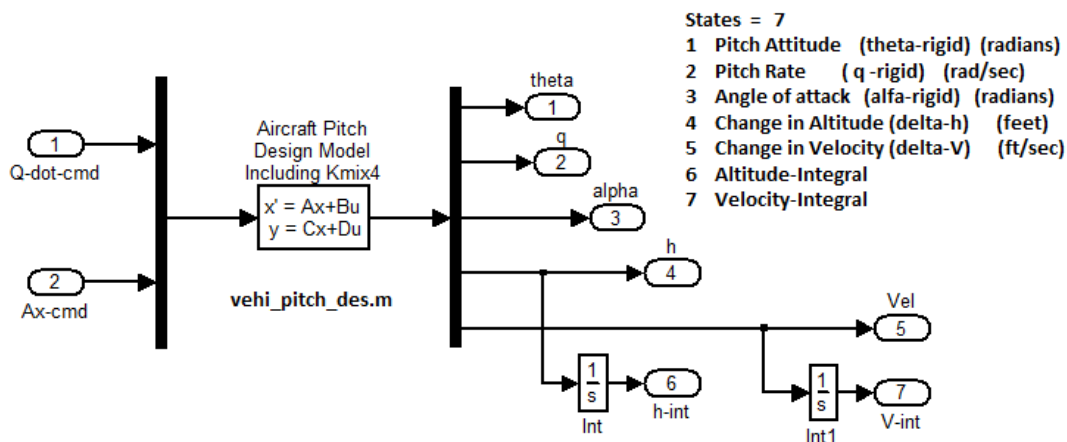 States = 7
1 Pitch Attitude (theta-rigid) (radians)
2 Pitch Rate ( q -rigid) (rad/sec)
3 Angle of attack (alfa-rigid) (radians)
4 Change in Altitude (delta-h) (feet)
5 Change in Velocity (delta-V) (ft/sec)
6 Altitude-Integral
7 Velocity-Integral
1
Q-dot-cmd
2
Ax-cmd
Aircraft Pitch
Design Model
Including Kmix4
x' = Ax+Bu
y = Cx+Du
vehi_pitch_des.m
theta
1
q
2
alpha
3
h
4
Vel
5
1
s
Int
6
h-int
1
s
Int1
7
V-int